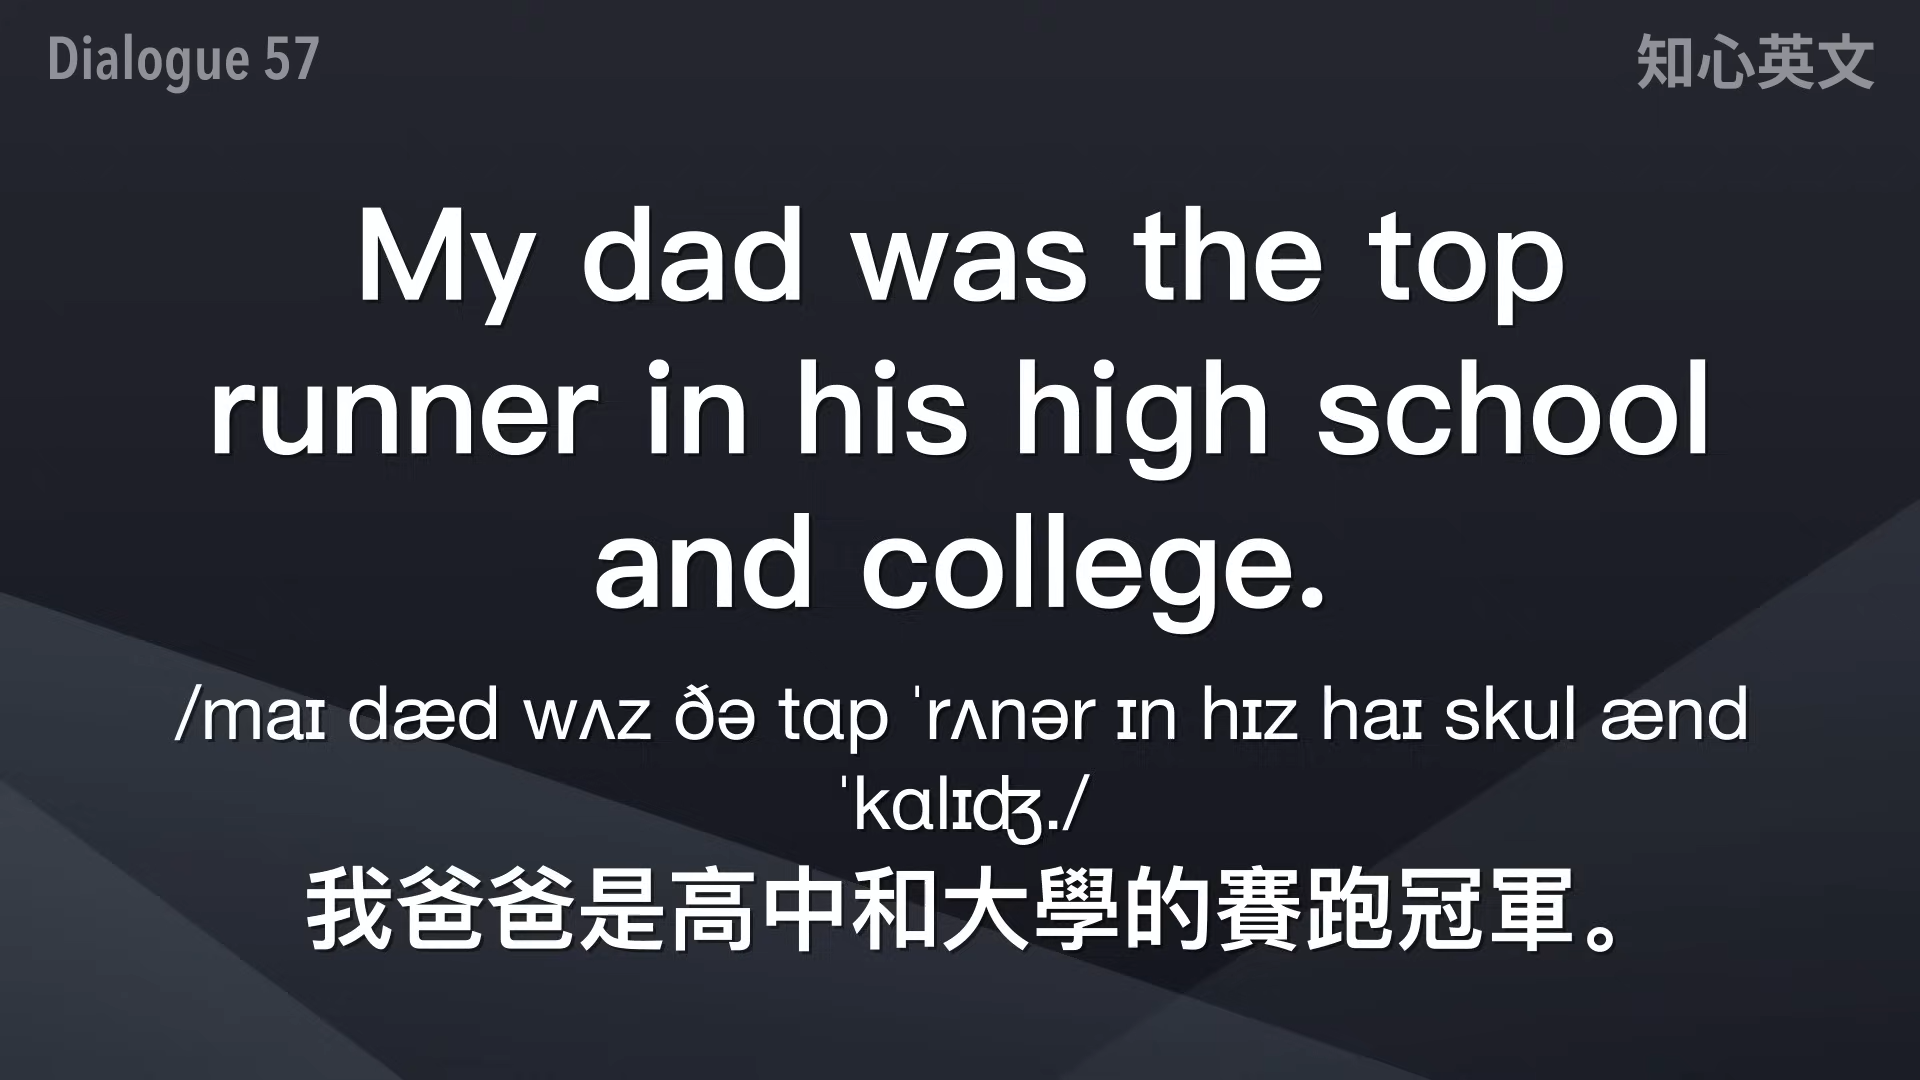 Dialogue 57
知心英文
My dad was the top
runner in his high school
and college.
/maɪ dæd wʌz ðə tɑp ˈrʌnər ɪn hɪz haɪ skul ænd
ˈkɑlɪʤ./
我爸爸是高中和大學的賽跑冠軍。